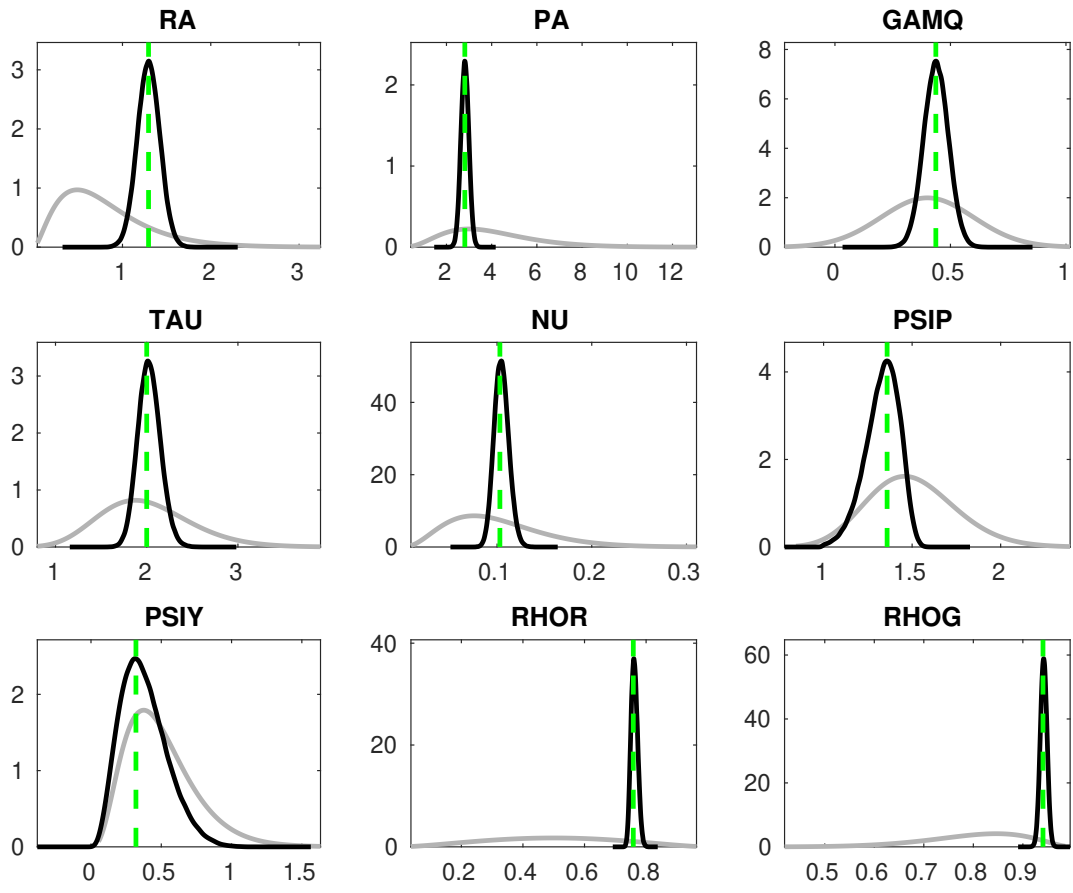 RA PA GAMQ
3 2 1 0
1 2 3
2 1 0
2 4 6 8 10 12
8 6 4 2 0
0 0.5 1
TAU NU PSIP
3 2 1 0
1 2 3
40 20 0
0.1 0.2 0.3
4 2 0
1 1.5 2
PSIY RHOR RHOG
2 1 0
0 0.5 1 1.5
40 20 0
0.2 0.4 0.6 0.8
60 40 20 0
0.5 0.6 0.7 0.8 0.9